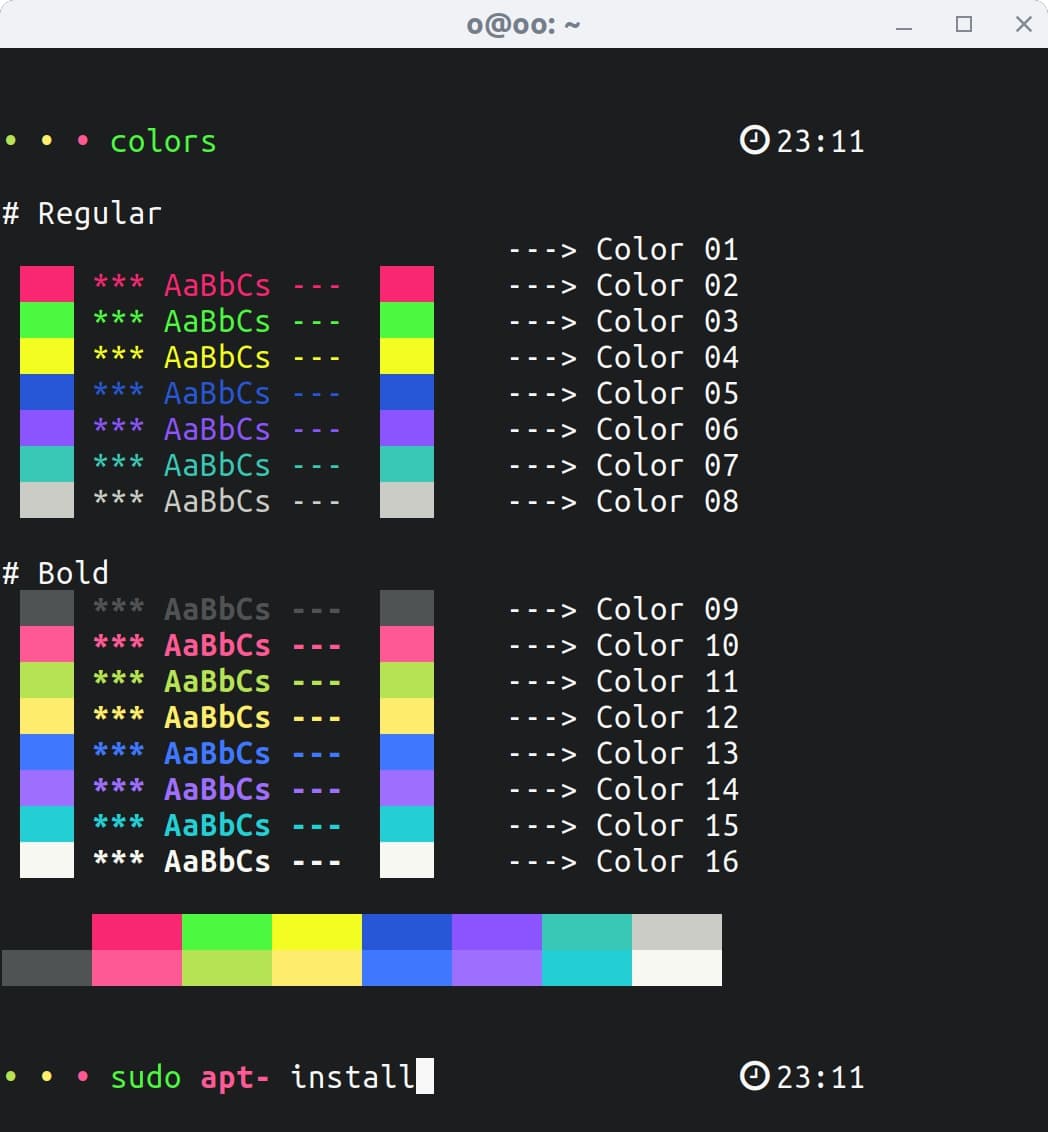 o@oo: ~
• • • colors 23:11
# Regular
---> Color 01
*** AaBbCs --- ---> Color 02
*** AaBbCs --- ---> Color 03
*** AaBbCs --- ---> Color 04
*** AaBbCs --- ---> Color 05
*** AaBbCs --- ---> Color 06
*** AaBbCs --- ---> Color 07
*** AaBbCs --- ---> Color 08
# Bold
*** AaBbCs --- ---> Color 09
*** AaBbCs --- ---> Color 10
*** AaBbCs --- ---> Color 11
*** AaBbCs --- ---> Color 12
*** AaBbCs --- ---> Color 13
*** AaBbCs --- ---> Color 14
*** AaBbCs --- ---> Color 15
*** AaBbCs --- ---> Color 16
• • • sudo apt- install 23:11